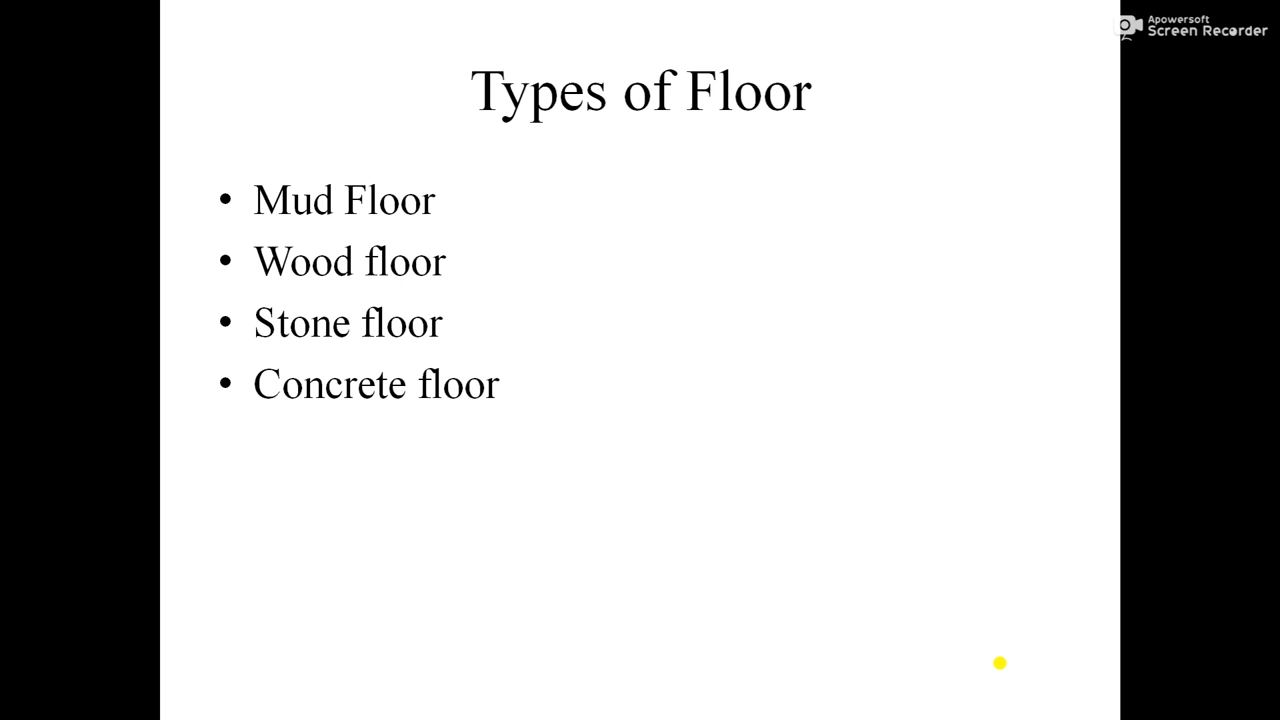 Apowersoft
Screen Recorder
Types of Floor
• Mud Floor
• Wood floor
• Stone floor
• Concrete floor